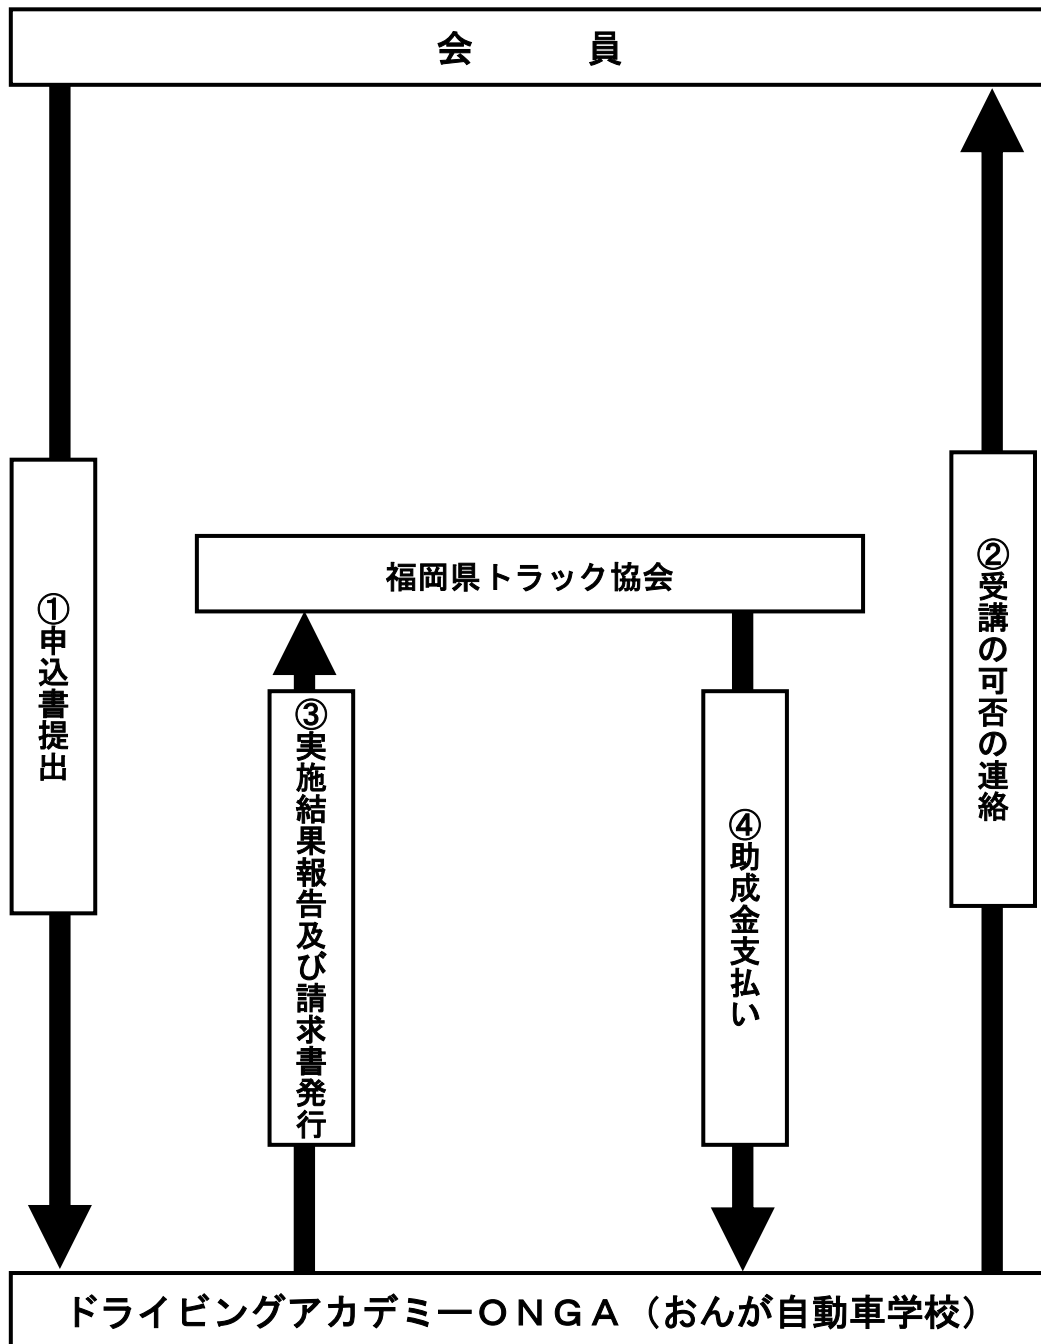 会　　　員
①申込書提出
福岡県トラック協会
③実施結果報告及び請求書発行
④助成金支払い
②受講の可否の連絡
ドライビングアカデミーＯＮＧＡ（おんが自動車学校）